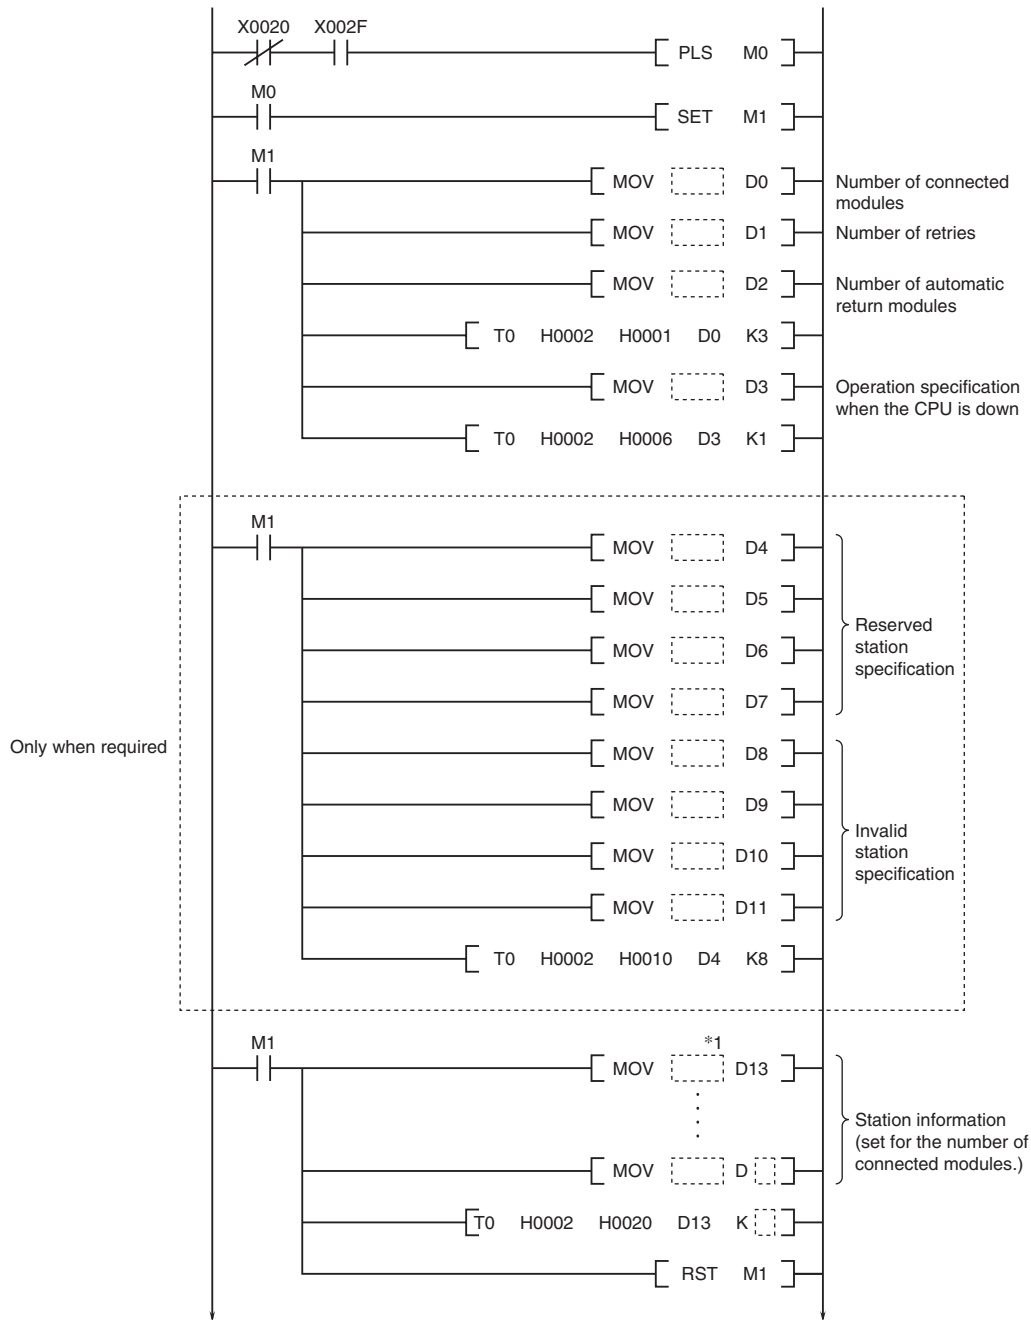 X0020 X002F
PLS M0
M0
SET M1
M1
MOV D0 Number of connected
modules
MOV D1 Number of retries
MOV D2 Number of automatic
return modules
T0 H0002 H0001 D0 K3
MOV D3 Operation specification
when the CPU is down
T0 H0002 H0006 D3 K1
M1
MOV D4
MOV D5
Reserved
station
specification
MOV D6
MOV D7
Only when required
MOV D8
MOV D9
Invalid
station
specification
MOV D10
MOV D11
T0 H0002 H0010 D4 K8
M1
*1
MOV D13
Station information
(set for the number of
connected modules.)
MOV D
T0 H0002 H0020 D13 K
RST M1